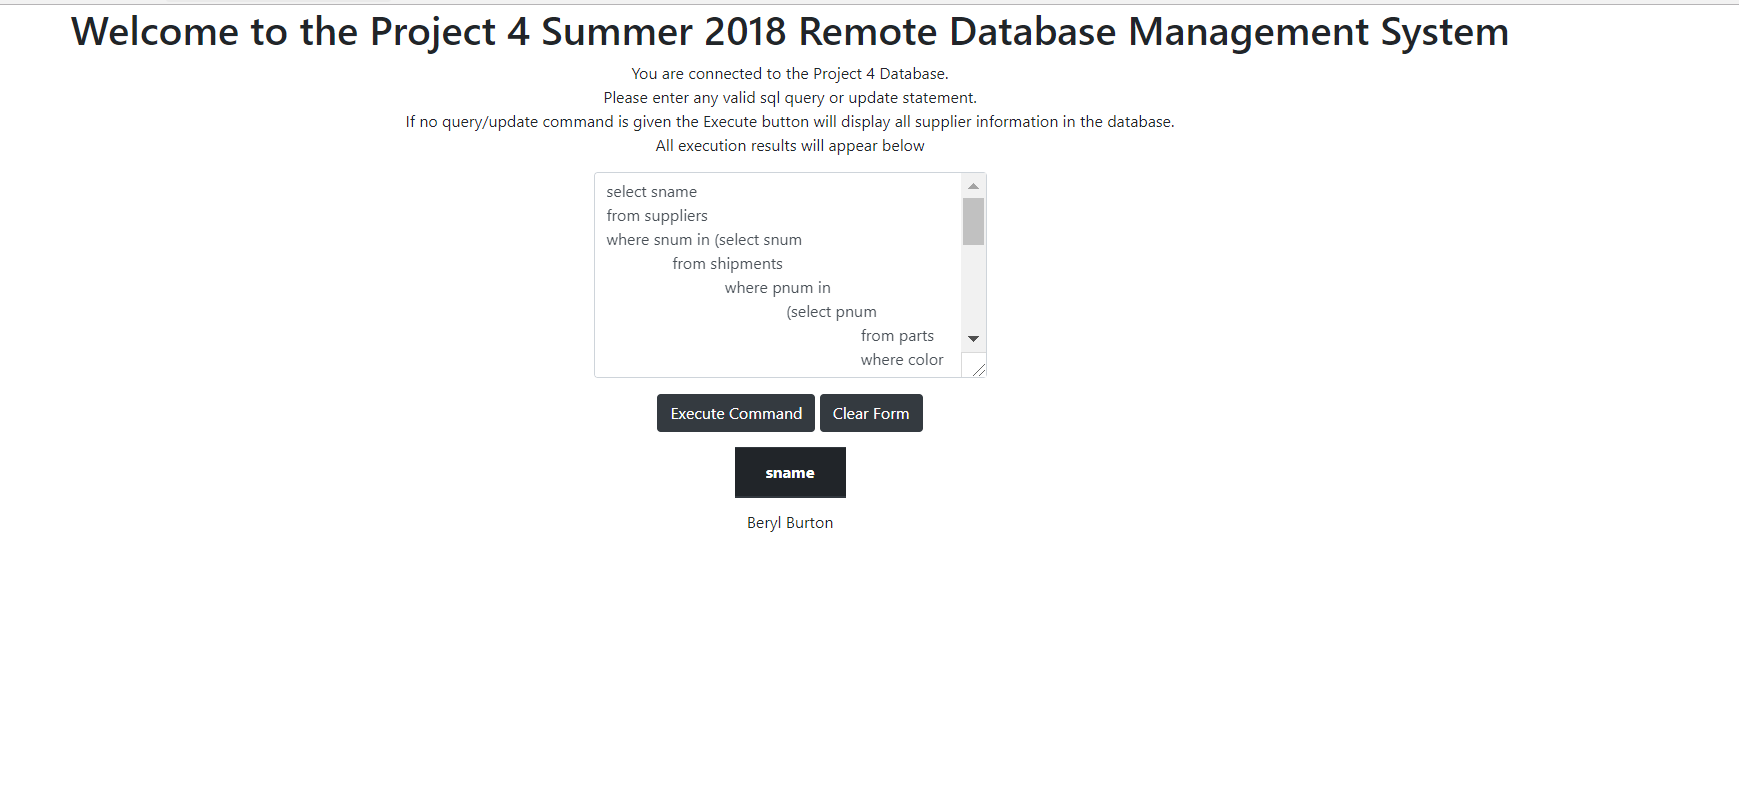 Welcome to the Project 4 Summer 2018 Remote Database Management System
You are connected to the Project 4 Database.
Please enter any valid sql query or update statement.
If no query/update command is given the Execute button will display all supplier information in the database.
All execution results will appear below
select sname
from suppliers
where snum in (select snum
from shipments
where pnum in
(select pnum
from parts
where color
Execute Command Clear Form
sname
Beryl Burton